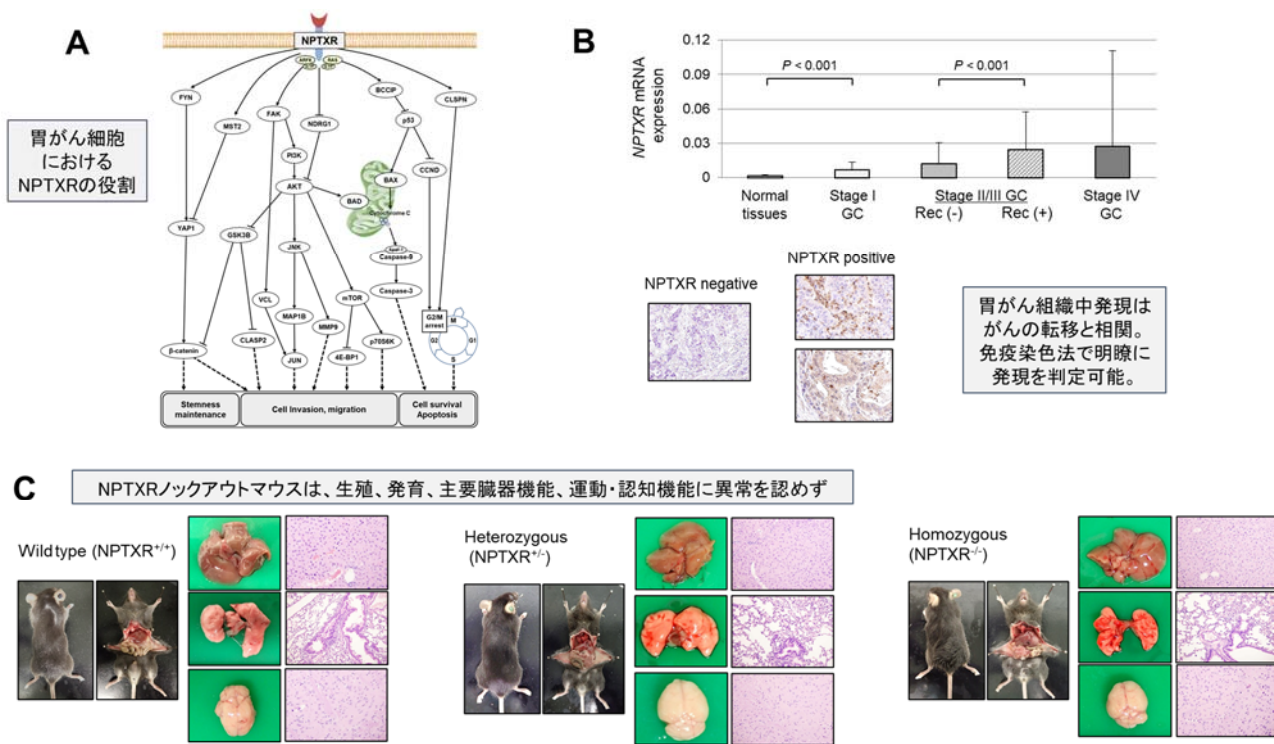 A
胃がん細胞
における
NPTXRの役割
NPTXR
FYN
MST2
FAK
NDRG1
BCCIP
CLSPN
p53
PI3K
AKT
BAD
BAX
CCND
Cytochrome C
YAP1
GSK3B
JNK
Caspase-9
Caspase-3
VCL
MAP1B
mTOR
MMP9
G2/M
arrest
M
G2
G1
S
β-catenin
CLASP2
JUN
4E-BP1
p70S6K
Stemness
maintenance
Cell Invasion, migration
Cell survival
Apoptosis
B
NPTXR mRNA
expression
0.12
0.09
0.06
0.03
0
P < 0.001
P < 0.001
Normal
tissues
Stage I
GC
Stage II/III GC
Rec (-)
Rec (+)
Stage IV
GC
NPTXR negative
NPTXR positive
胃がん組織中発現は
がんの転移と相関。
免疫染色法で明瞭に
発現を判定可能。
C
NPTXRノックアウトマウスは、生殖、発育、主要臓器機能、運動・認知機能に異常を認めず
Wild type (NPTXR+/+)
Heterozygous
(NPTXR+/-)
Homozygous
(NPTXR-/-)